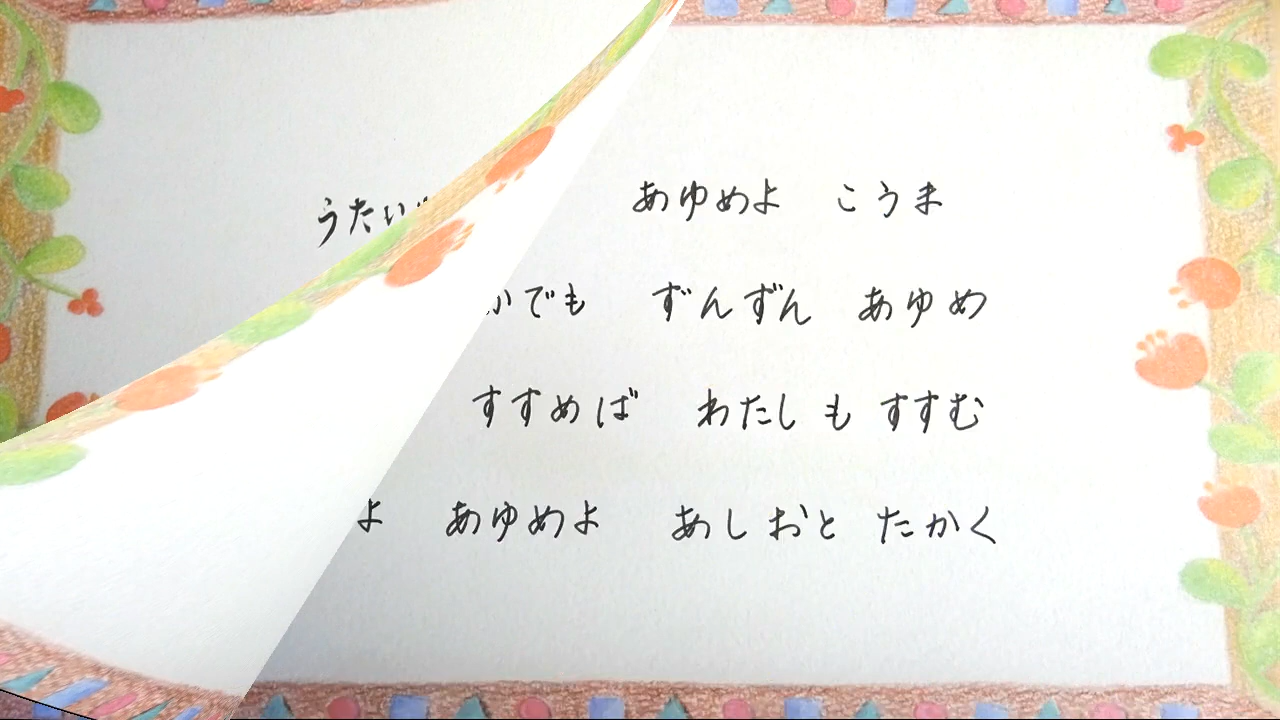 うたい あゆめよ こうま
でも ずんずん あゆめ
すすめば わたしも すすむ
よ あゆめよ あしおと たかく